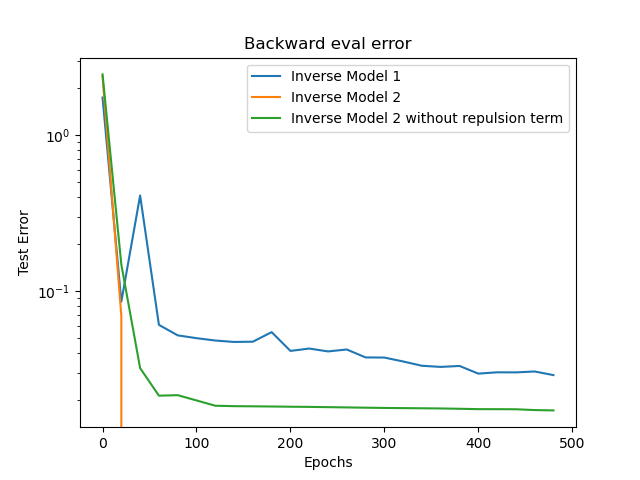 Backward eval error
Inverse Model 1
Inverse Model 2
Inverse Model 2 without repulsion term
Test Error
10⁰
10⁻¹
0 100 200 300 400 500
Epochs